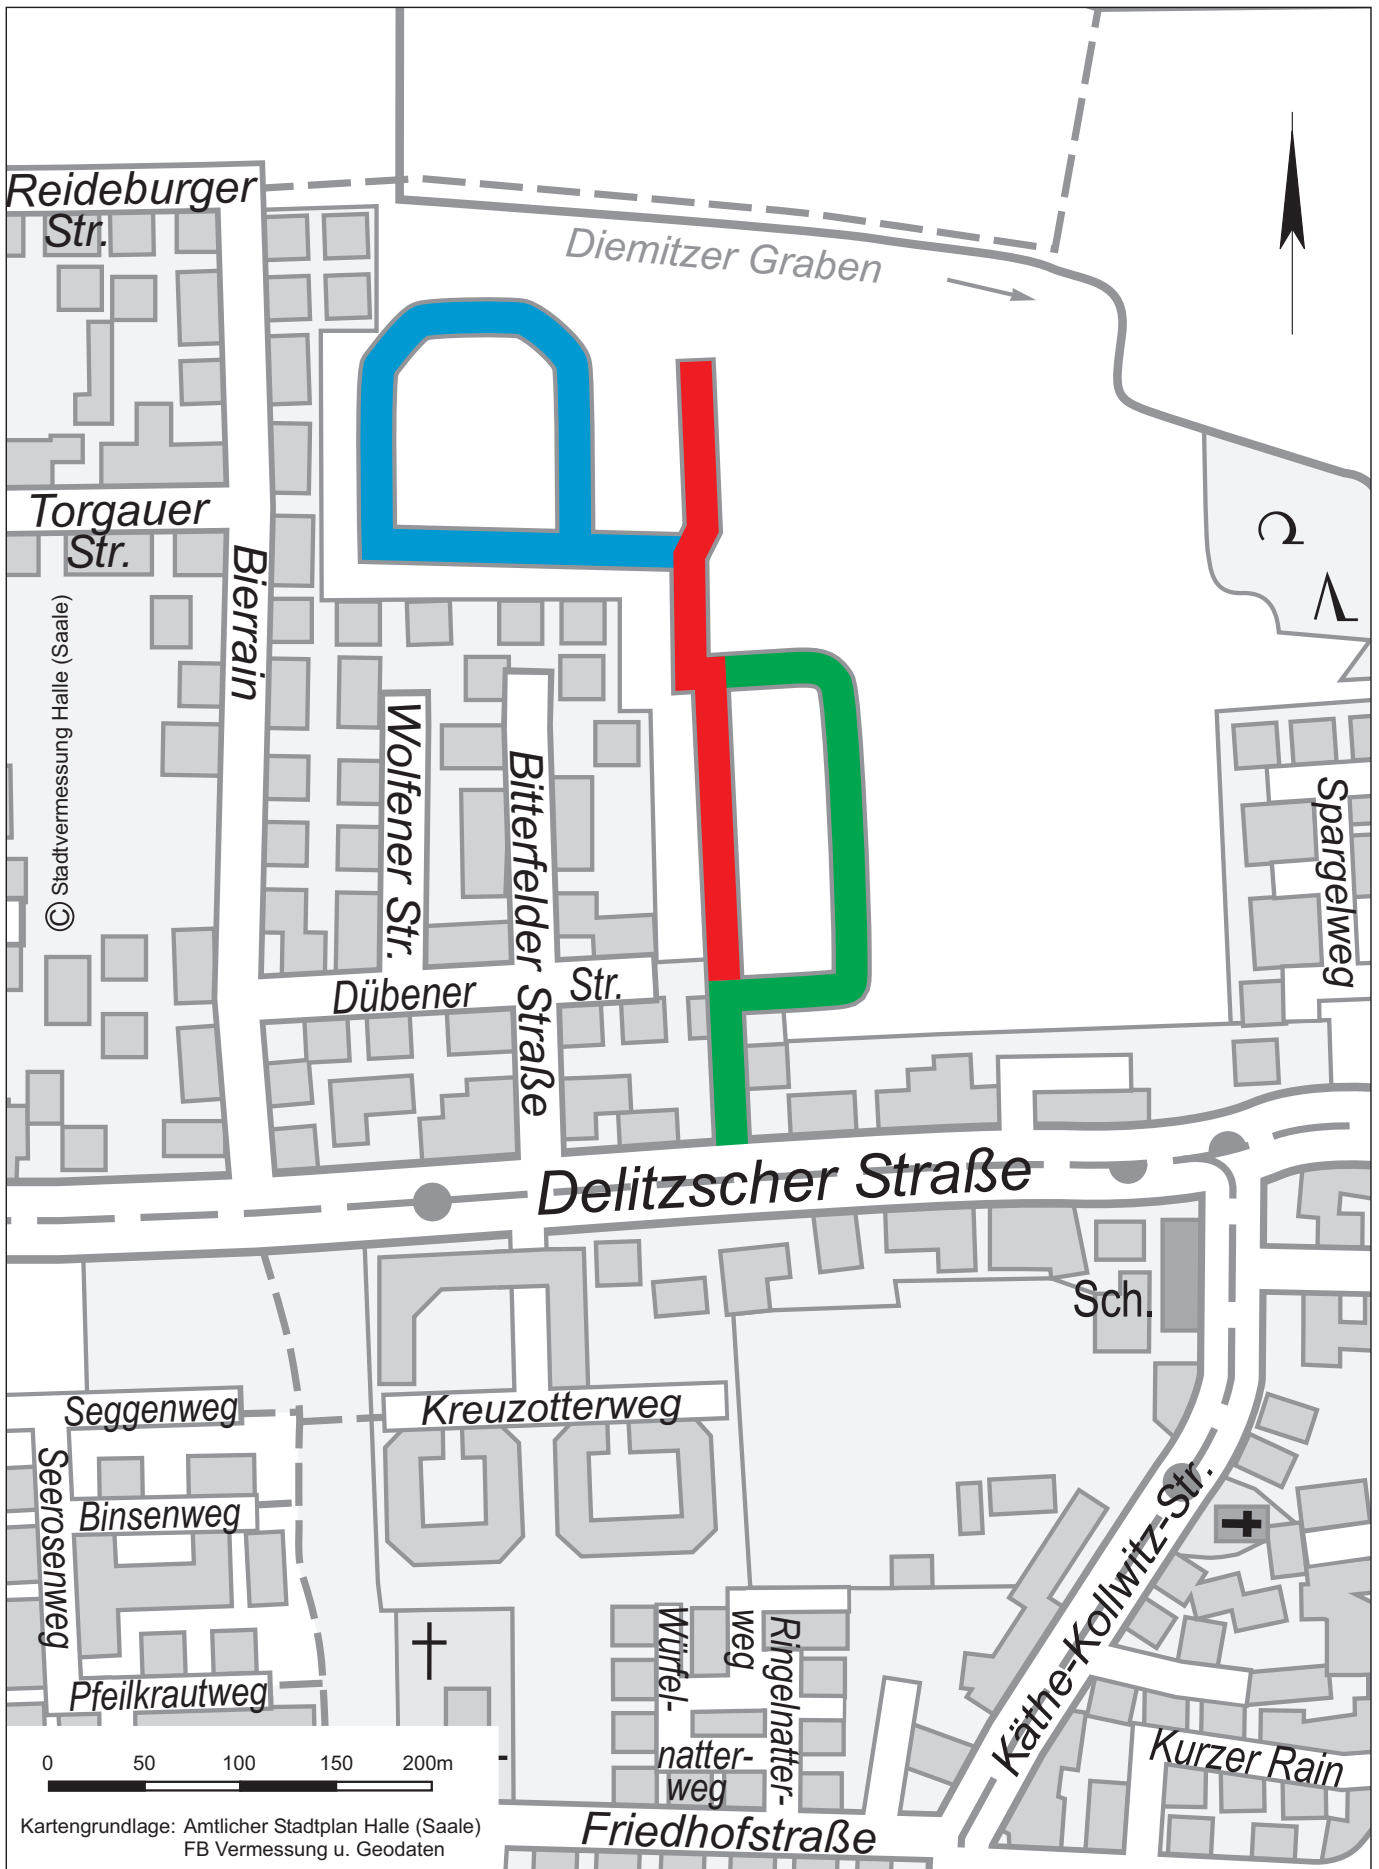 Reideburger
Str.
Diemitzer Graben
Torgauer
Str.
Bierrain
© Stadtvermessung Halle (Saale)
Wolfener Str.
Bitterfelder Straße
Spargelweg
Dübener Str.
Delitzscher Straße
Sch.
Seggenweg
Kreuzotterweg
Seerosenweg
Binsenweg
Käthe-Kollwitz-Str.
Pfeilkrautweg
Würfel-
natter-
weg
Ringelnatter-
weg
Kurzer Rain
Friedhofstraße
0 50 100 150 200m
Kartengrundlage: Amtlicher Stadtplan Halle (Saale)
FB Vermessung u. Geodaten